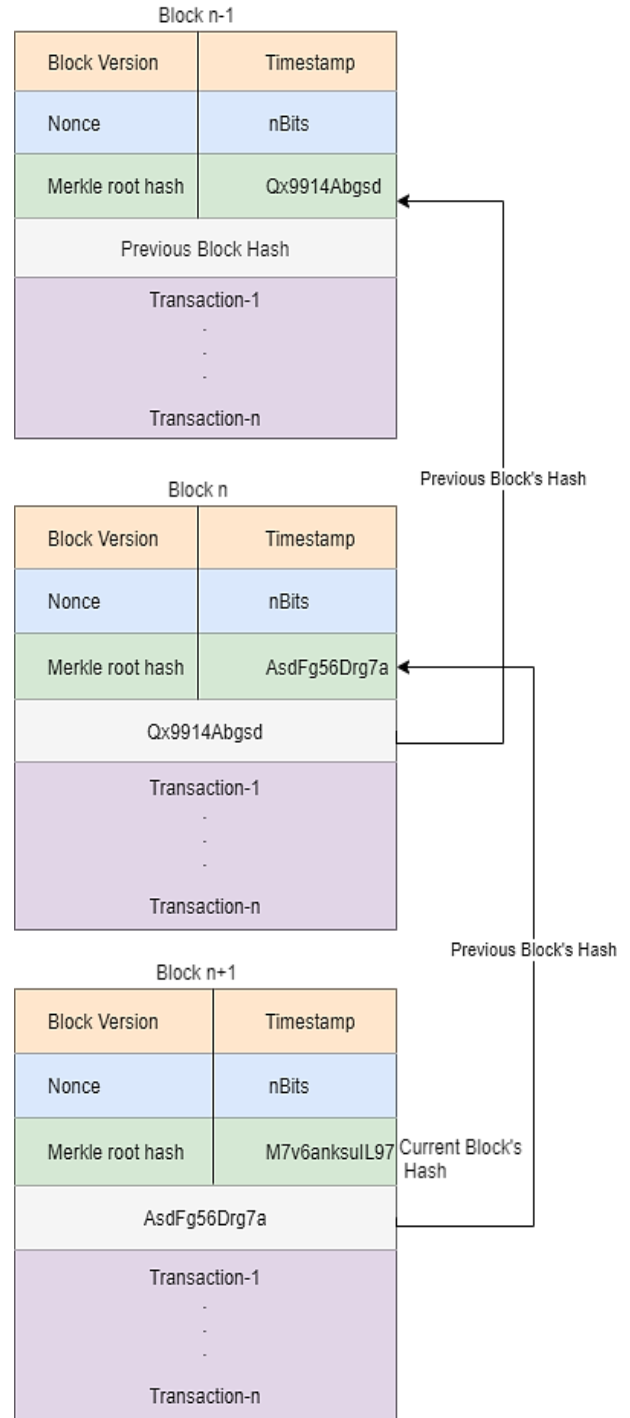 Block n-1
Block Version Timestamp
Nonce nBits
Merkle root hash Qx9914Abgsd
Previous Block Hash
Transaction-1
.
.
.
Transaction-n
Previous Block's Hash
Block n
Block Version Timestamp
Nonce nBits
Merkle root hash AsdFg56Drg7a
Qx9914Abgsd
Transaction-1
.
.
.
Transaction-n
Previous Block's Hash
Block n+1
Block Version Timestamp
Nonce nBits
Merkle root hash M7v6anksuIL97 Current Block's
Hash
AsdFg56Drg7a
Transaction-1
.
.
.
Transaction-n